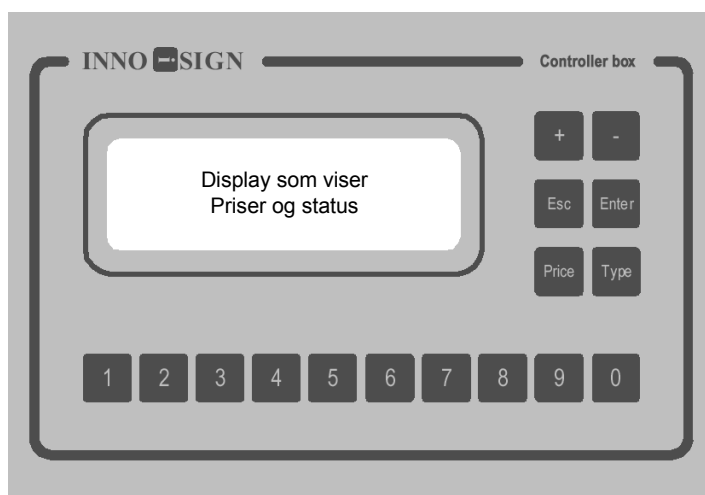 INNO i SIGN Controller box
Display som viser
Priser og status
+ -
Esc Enter
Price Type
1 2 3 4 5 6 7 8 9 0